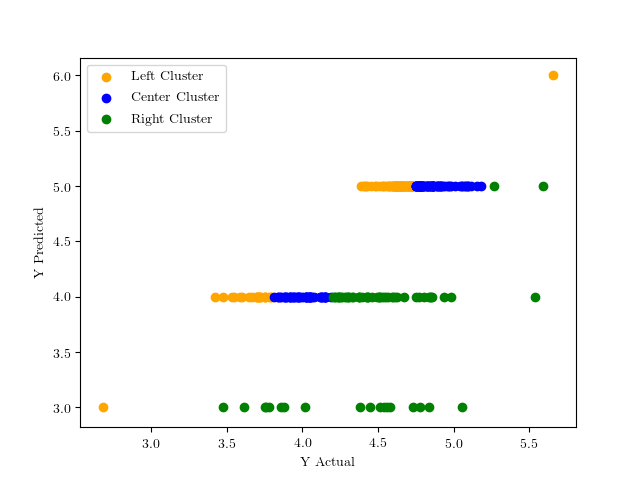 Left Cluster
Center Cluster
Right Cluster
6.0
5.5
5.0
4.5
4.0
3.5
3.0
Y Predicted
3.0 3.5 4.0 4.5 5.0 5.5
Y Actual